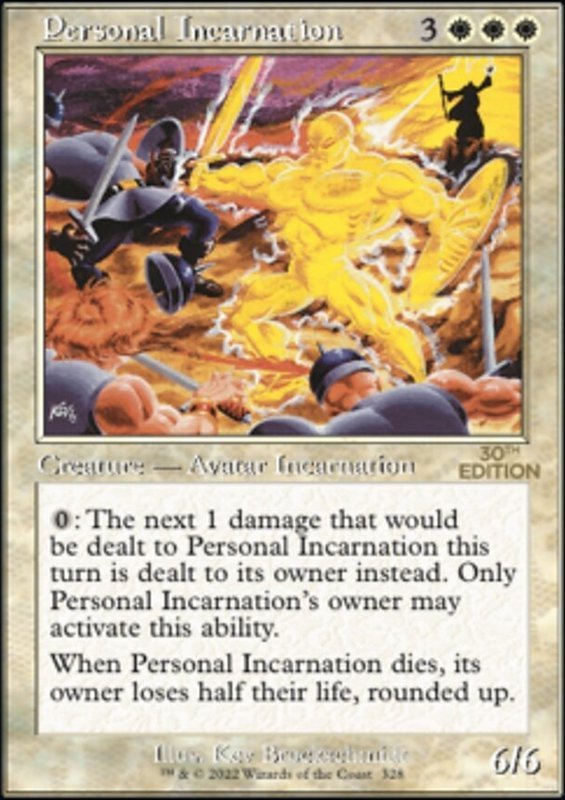 Personal Incarnation 3
Creature — Avatar Incarnation
30TH
EDITION
0: The next 1 damage that would
be dealt to Personal Incarnation this
turn is dealt to its owner instead. Only
Personal Incarnation's owner may
activate this ability.
When Personal Incarnation dies, its
owner loses half their life, rounded up.
Illus. Kev Brockschmidt
6/6
™ & © 2022 Wizards of the Coast 328